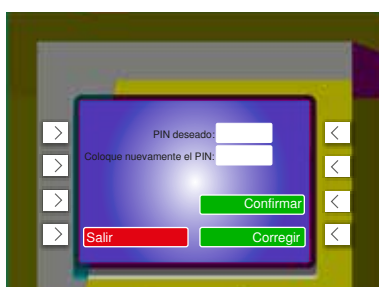 PIN deseado:
Coloque nuevamente el PIN:
Confirmar
Salir
Corregir